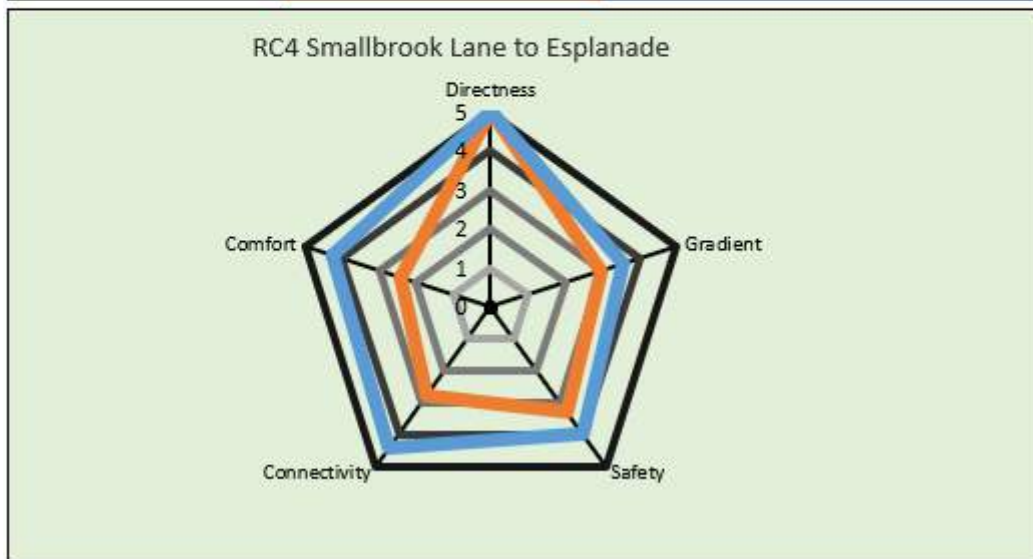 RC4 Smallbrook Lane to Esplanade
Directness
5
4
3
2
1
0
Comfort
Gradient
Connectivity
Safety